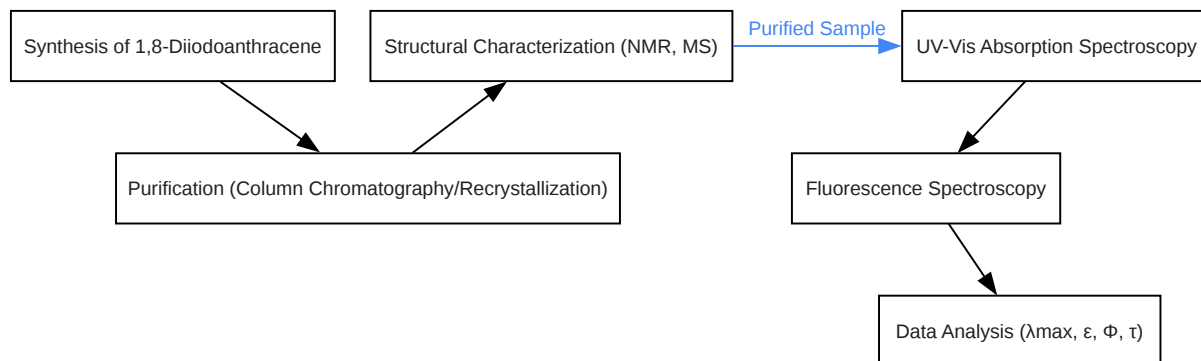 Synthesis of 1,8-Diiodoanthracene
Purification (Column Chromatography/Recrystallization)
Structural Characterization (NMR, MS)
Purified Sample
UV-Vis Absorption Spectroscopy
Fluorescence Spectroscopy
Data Analysis (λmax, ε, Φ, τ)